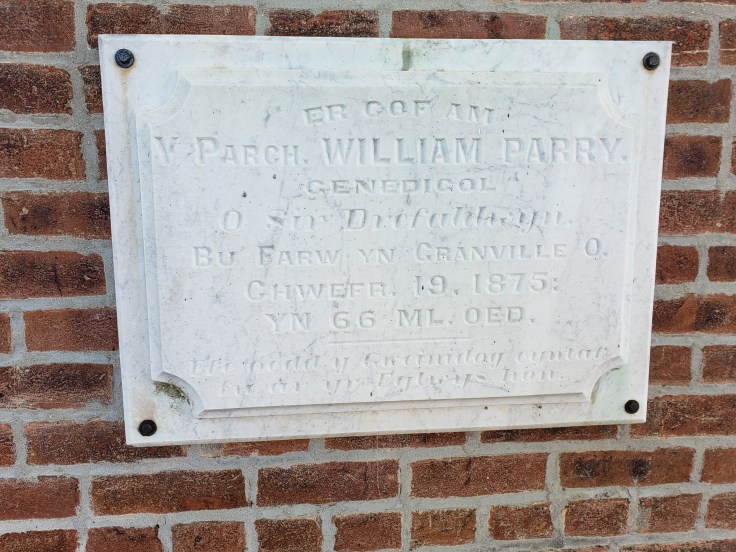 ER COF AM
Y PARCH. WILLIAM PARRY.
GENEDIGOL
O Sir Drefaldwyn.
BU FARW YN GRANVILLE O.
CHWEFR. 19, 1875:
YN 66 ML. OED.
Efe oedd y Gweinidog cyntaf
fu ar yr Eglwys hon.